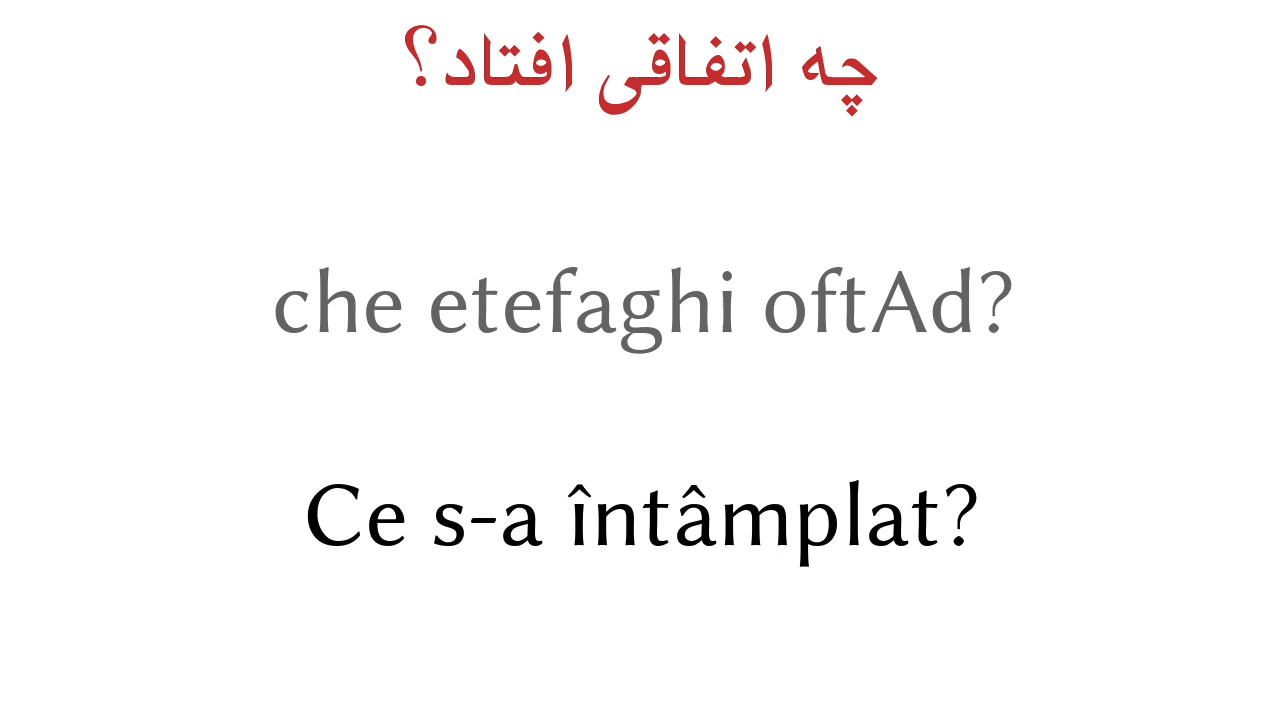 چه اتفاقی افتاد؟
che etefaghi oftAd?
Ce s-a întâmplat?